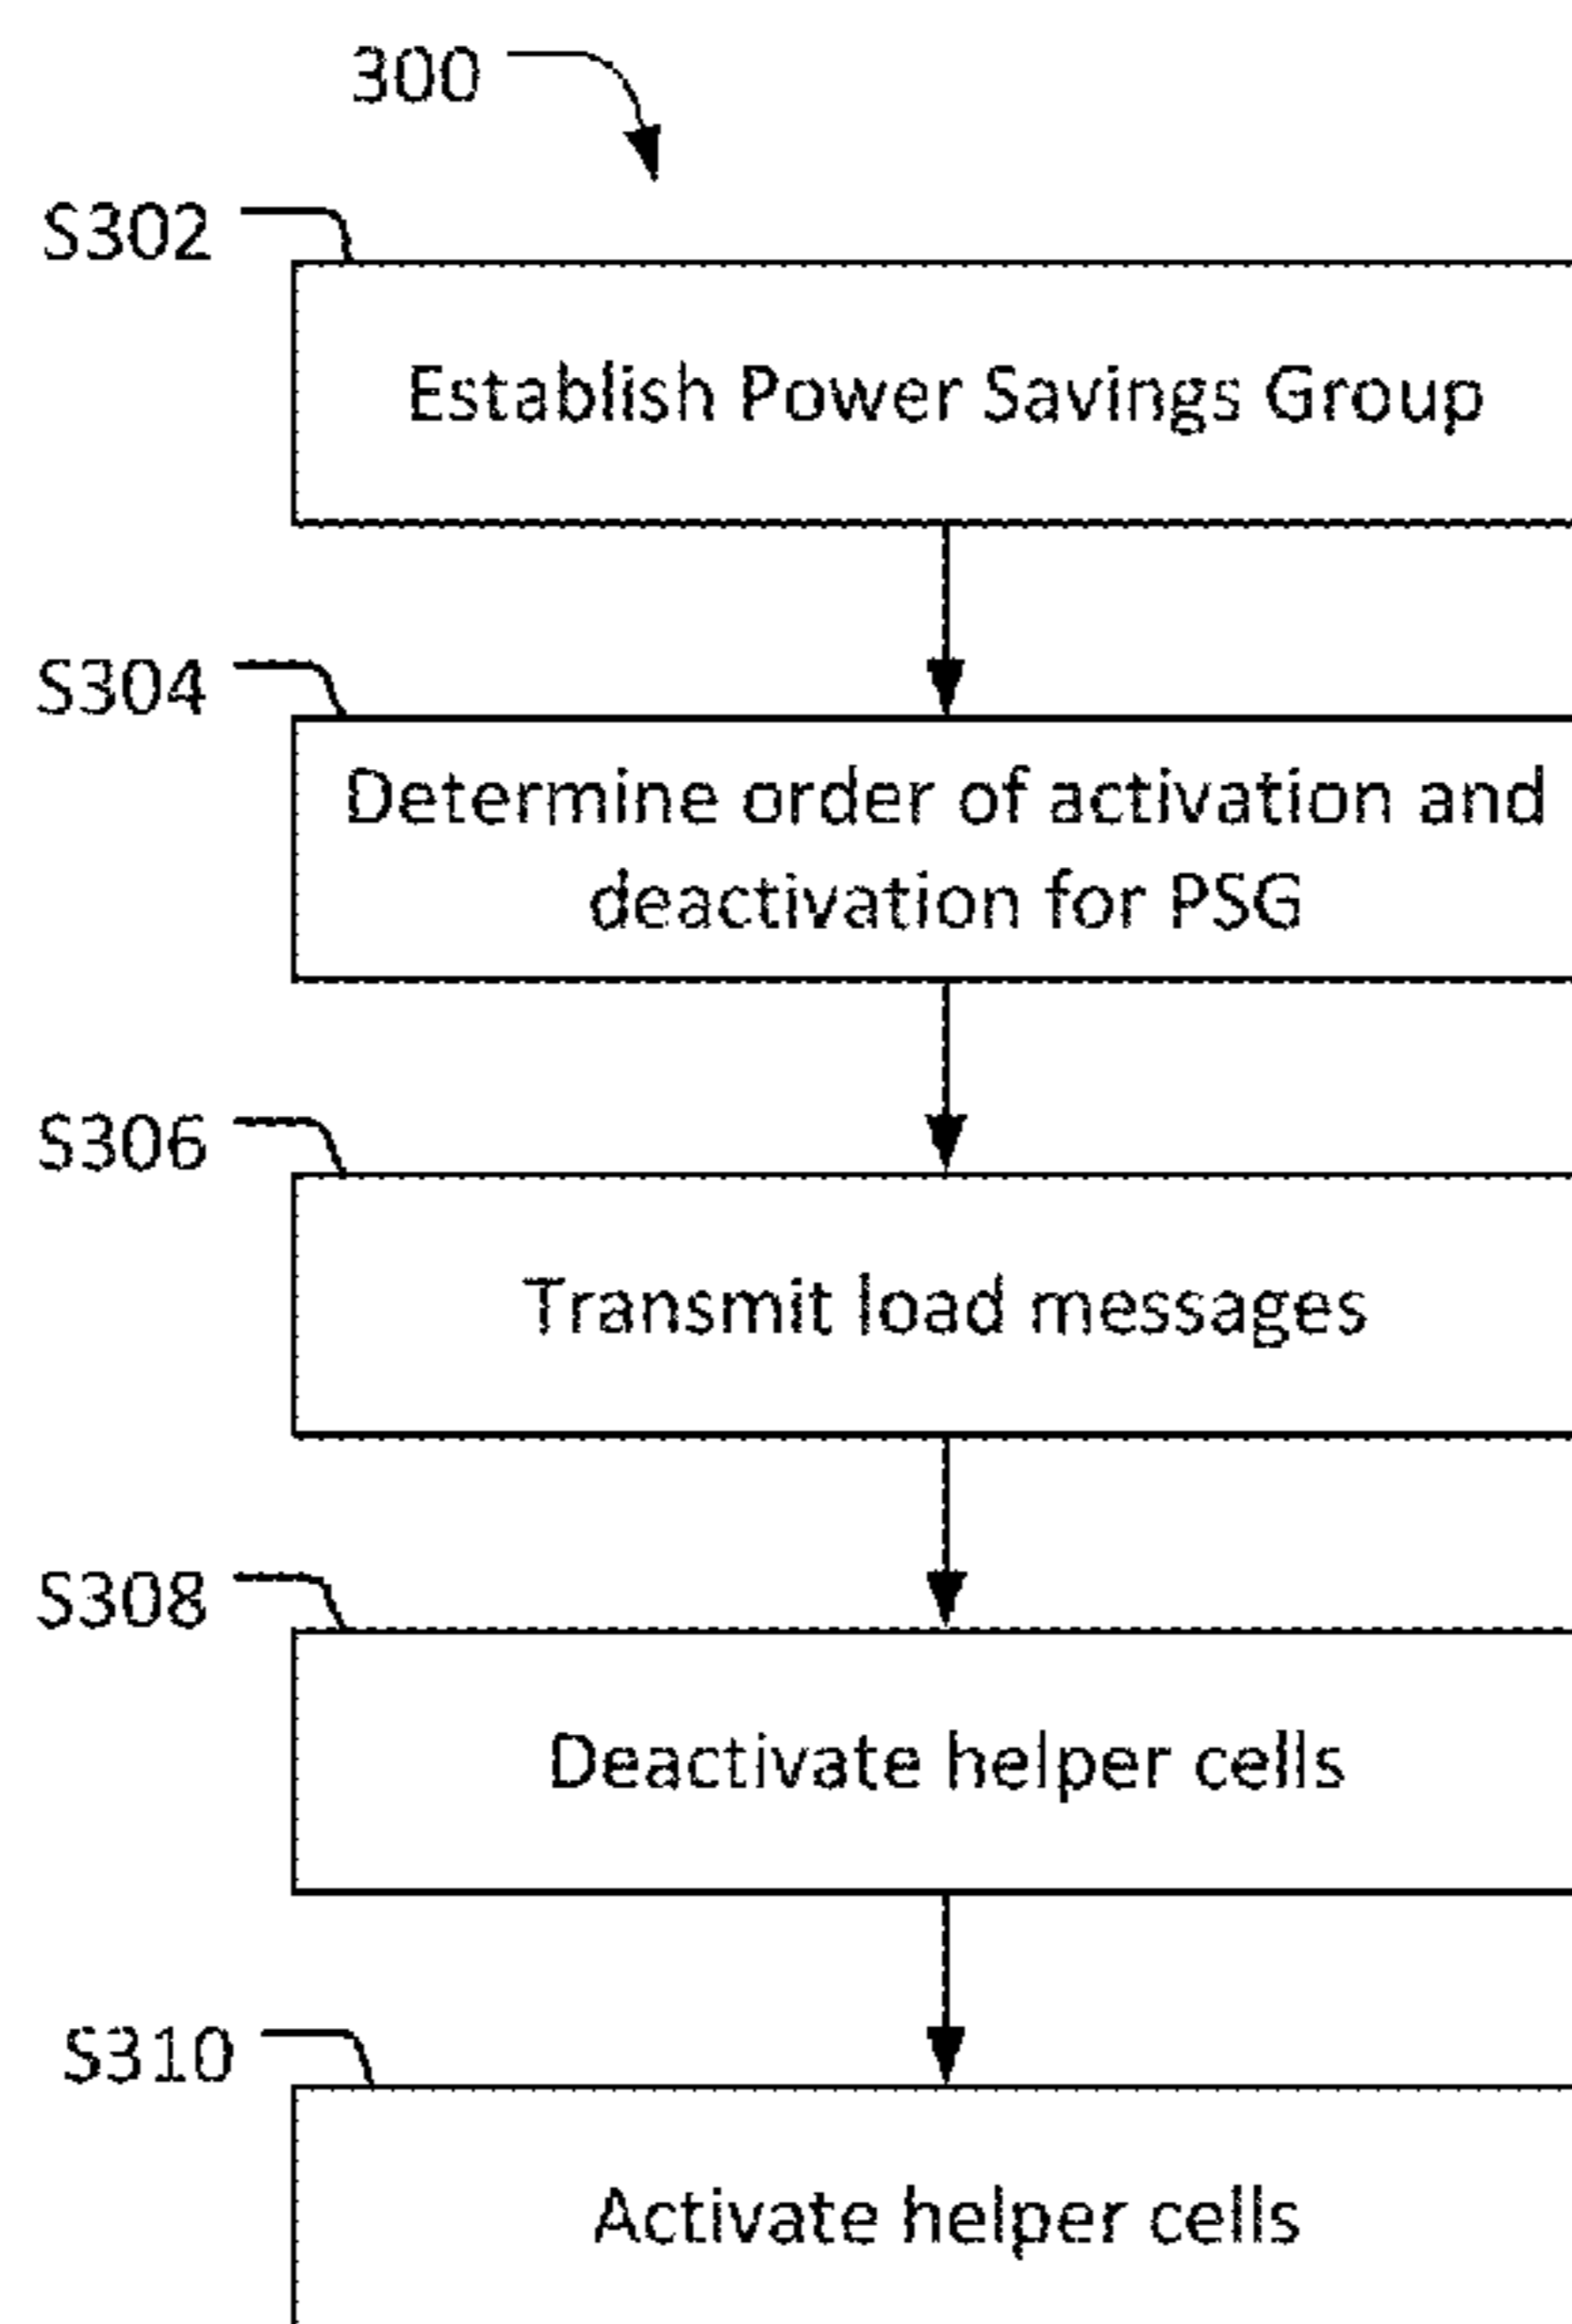 300
S302
Establish Power Savings Group
S304
Determine order of activation and
deactivation for PSG
S306
Transmit load messages
S308
Deactivate helper cells
S310
Activate helper cells